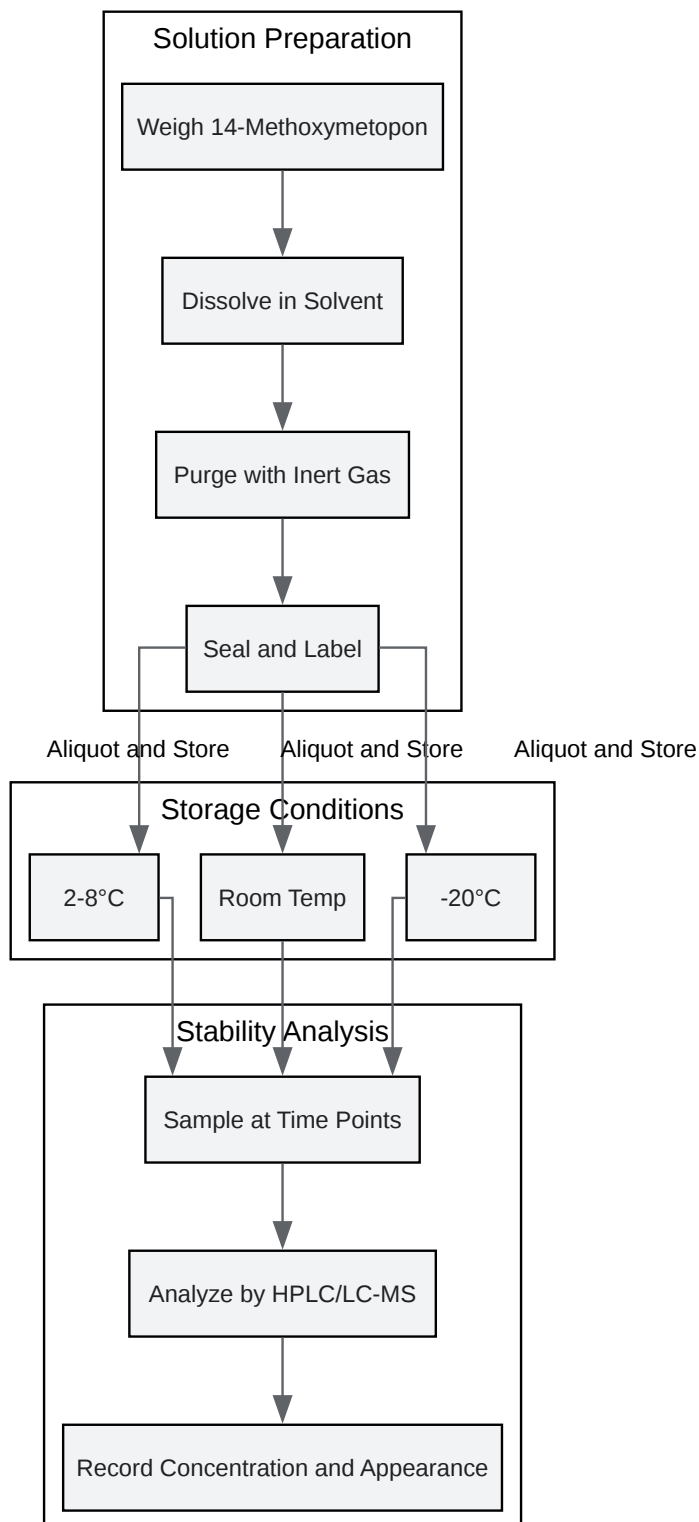 Solution Preparation
Weigh 14-Methoxymetopon
Dissolve in Solvent
Purge with Inert Gas
Seal and Label
Aliquot and Store
Aliquot and Store
Aliquot and Store
Storage Conditions
2-8°C
Room Temp
-20°C
Stability Analysis
Sample at Time Points
Analyze by HPLC/LC-MS
Record Concentration and Appearance